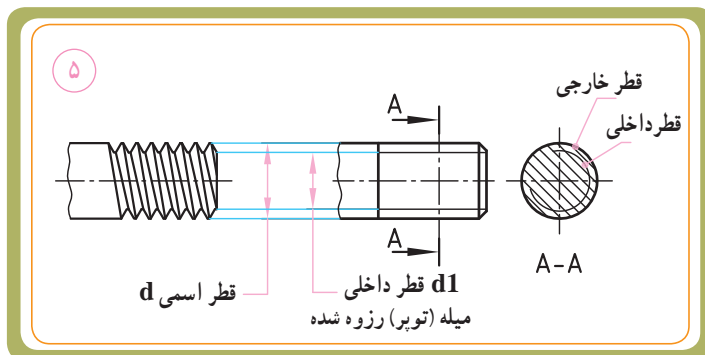 ۵
قطر خارجی
قطرداخلی
A
A
A-A
قطر اسمی d
d1 قطر داخلی
میله (توپر) رزوه شده